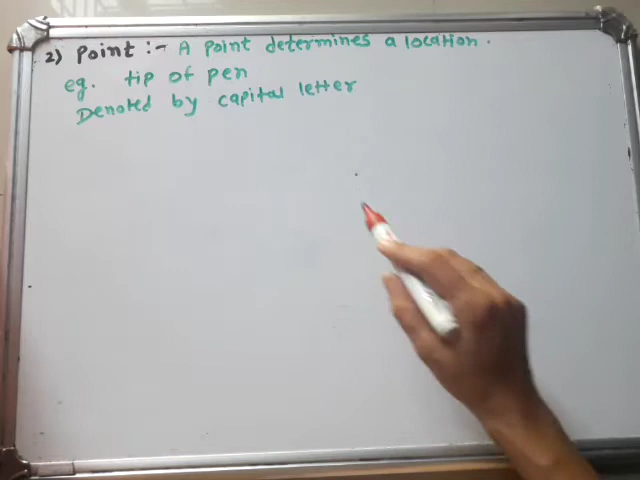 2) Point :- A Point determines a location.
eg. tip of pen
Denoted by capital letter